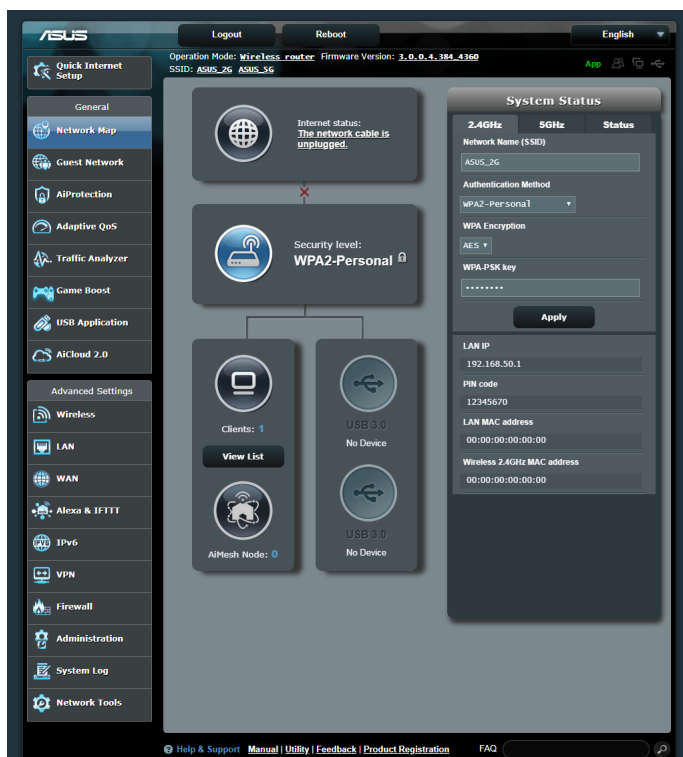 ASUS
Logout
Reboot
English
Quick Internet
Setup
Operation Mode: Wireless router Firmware Version: 3.0.0.4.384_4360
SSID: ASUS_2G ASUS_5G
App
General
Network Map
Guest Network
AiProtection
Adaptive QoS
Traffic Analyzer
Game Boost
USB Application
AiCloud 2.0
Advanced Settings
Wireless
LAN
WAN
Alexa & IFTTT
IPv6
VPN
Firewall
Administration
System Log
Network Tools
Internet status:
The network cable is
unplugged.
Security level:
WPA2-Personal
Clients: 1
View List
AiMesh Node: 0
USB 3.0
No Device
USB 3.0
No Device
System Status
2.4GHz
5GHz
Status
Network Name (SSID)
ASUS_2G
Authentication
Method
WPA2-Personal
WPA Encryption
AES
WPA-PSK key
········
Apply
LAN IP
192.168.50.1
PIN code
12345670
LAN MAC address
00:00:00:00:00:00
Wireless 2.4GHz MAC address
00:00:00:00:00:00
Help & Support Manual | Utility | Feedback | Product Registration
FAQ